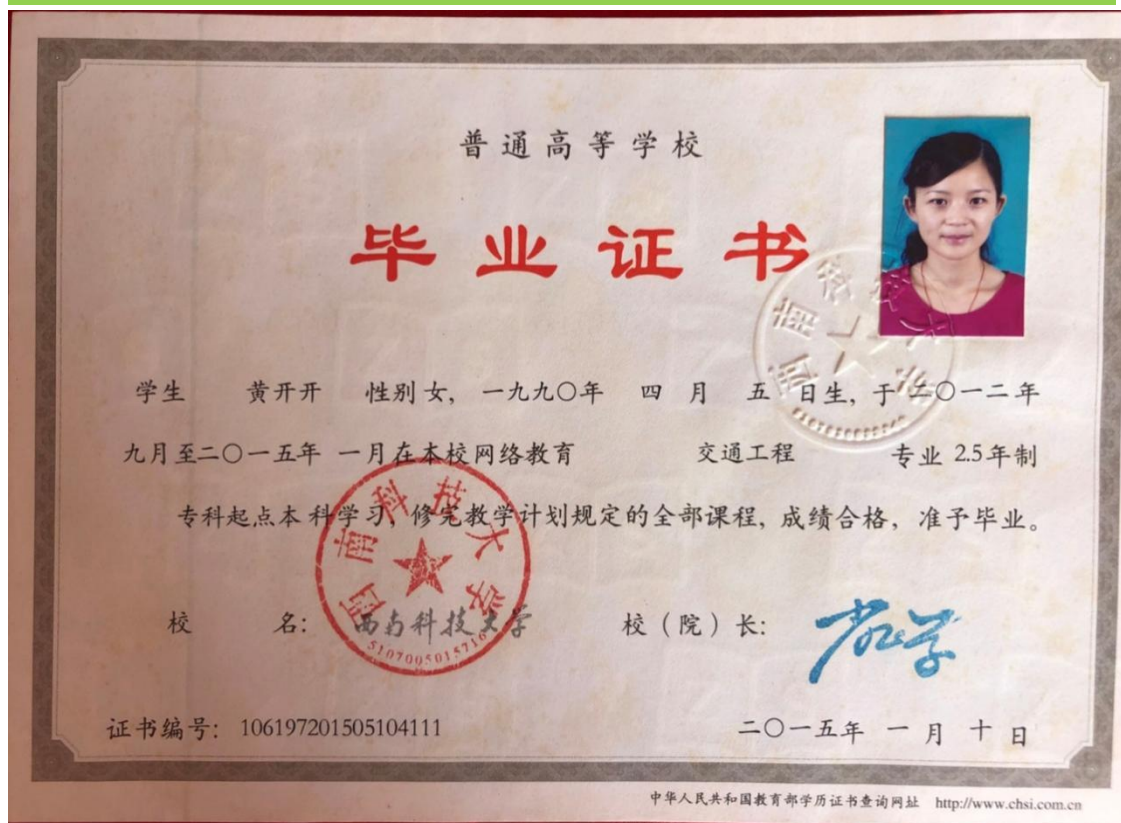 普通高等学校
毕业证书
学生 黄开开 性别 女, 一九九〇年 四 月 五 日生, 于 二〇一二年
九月至二〇一五年 一月在本校网络教育 交通工程 专业 2.5年制
专科起点本科学习, 修完教学计划规定的全部课程, 成绩合格, 准予毕业。
校 名: 西南科技大学 校（院）长:
西南科技大学
5107005015716
证书编号: 106197201505104111 二〇一五年 一 月 十 日
中华人民共和国教育部学历证书查询网址 http://www.chsi.com.cn